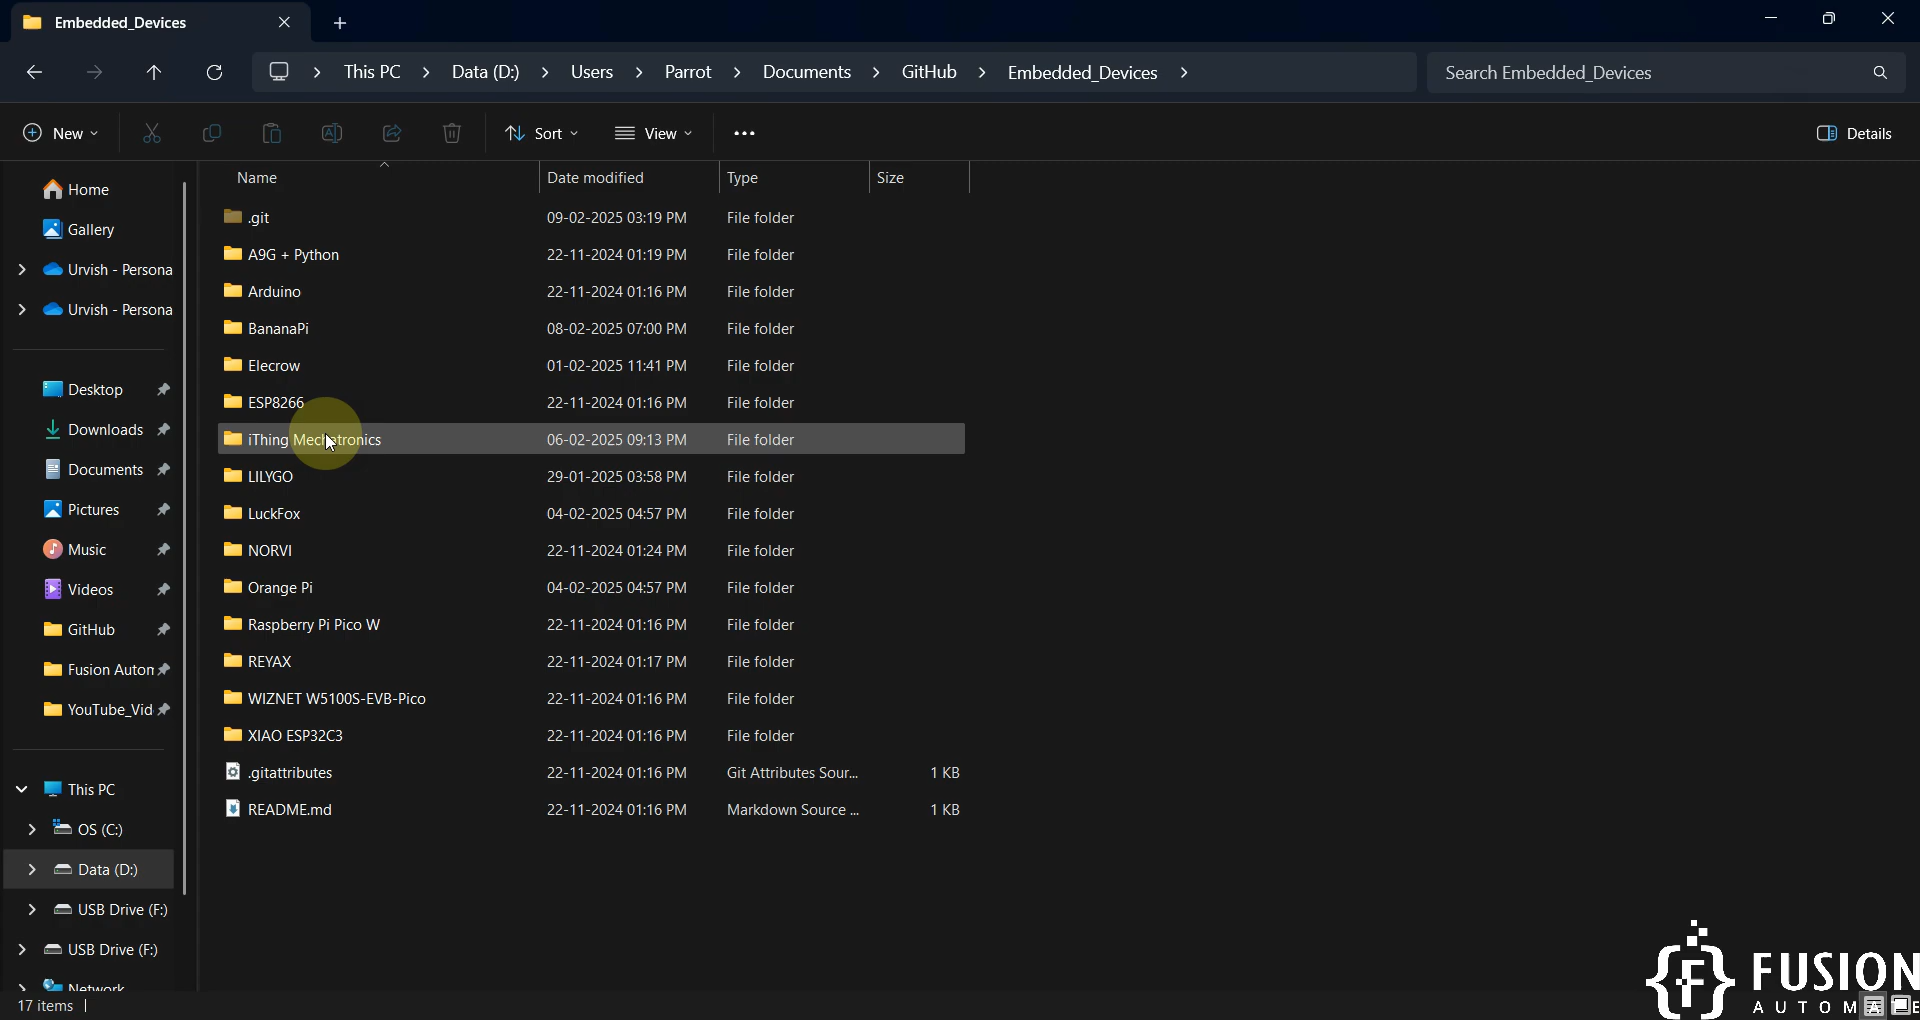 Embedded_Devices
This PC > Data (D:) > Users > Parrot > Documents > GitHub > Embedded_Devices >
Search Embedded_Devices
New
Sort
View
Details
Home
Gallery
Urvish - Persona
Urvish - Persona
Desktop
Downloads
Documents
Pictures
Music
Videos
GitHub
Fusion Auton
YouTube_Vid
This PC
OS (C:)
Data (D:)
USB Drive (F:)
USB Drive (F:)
Network
Name Date modified Type Size
.git 09-02-2025 03:19 PM File folder
A9G + Python 22-11-2024 01:19 PM File folder
Arduino 22-11-2024 01:16 PM File folder
BananaPi 08-02-2025 07:00 PM File folder
Elecrow 01-02-2025 11:41 PM File folder
ESP8266 22-11-2024 01:16 PM File folder
iThing Mechatronics 06-02-2025 09:13 PM File folder
LILYGO 29-01-2025 03:58 PM File folder
LuckFox 04-02-2025 04:57 PM File folder
NORVI 22-11-2024 01:24 PM File folder
Orange Pi 04-02-2025 04:57 PM File folder
Raspberry Pi Pico W 22-11-2024 01:16 PM File folder
REYAX 22-11-2024 01:17 PM File folder
WIZNET W5100S-EVB-Pico 22-11-2024 01:16 PM File folder
XIAO ESP32C3 22-11-2024 01:16 PM File folder
.gitattributes 22-11-2024 01:16 PM Git Attributes Sour... 1 KB
README.md 22-11-2024 01:16 PM Markdown Source ... 1 KB
17 items
FUSION